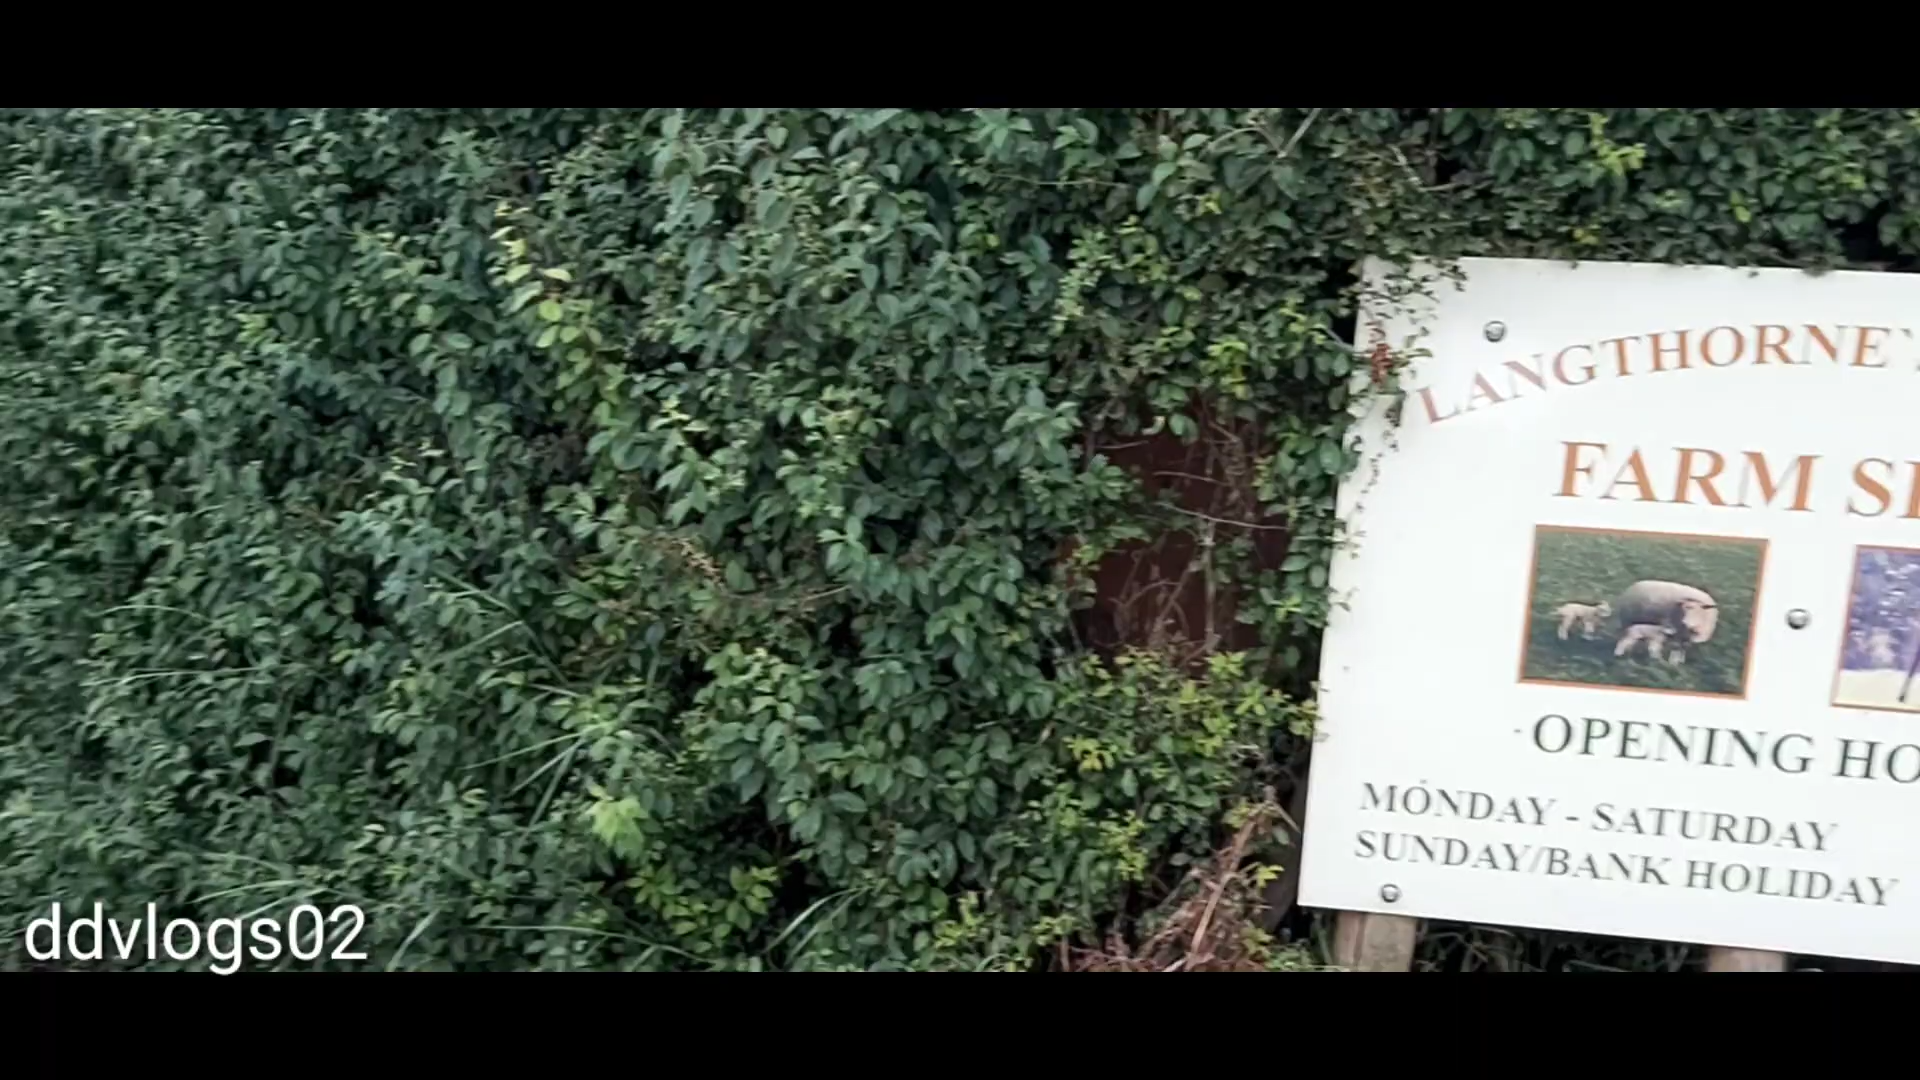 LANGTHORNE'
FARM
OPENING
MONDAY - SATURDAY
SUNDAY/BANK HOLIDAY
ddvlogs02